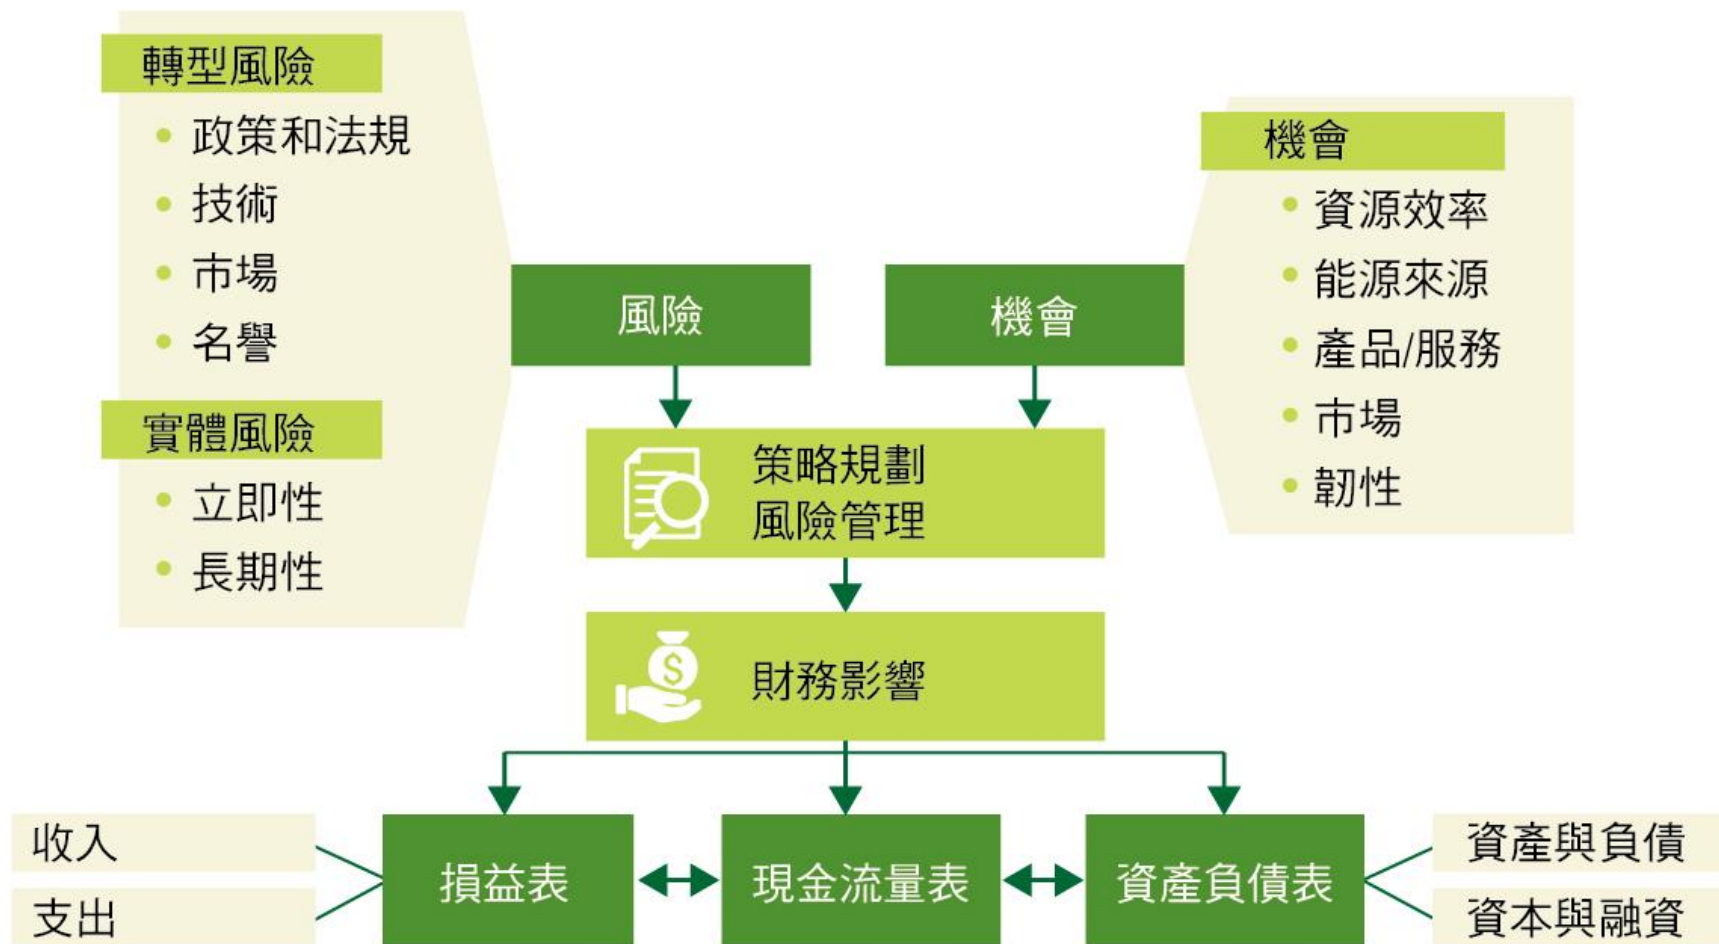 轉型風險
政策和法規
技術
市場
名譽
實體風險
立即性
長期性
風險
機會
機會
資源效率
能源來源
產品/服務
市場
韌性
策略規劃
風險管理
$
財務影響
收入
支出
損益表
現金流量表
資產負債表
資產與負債
資本與融資